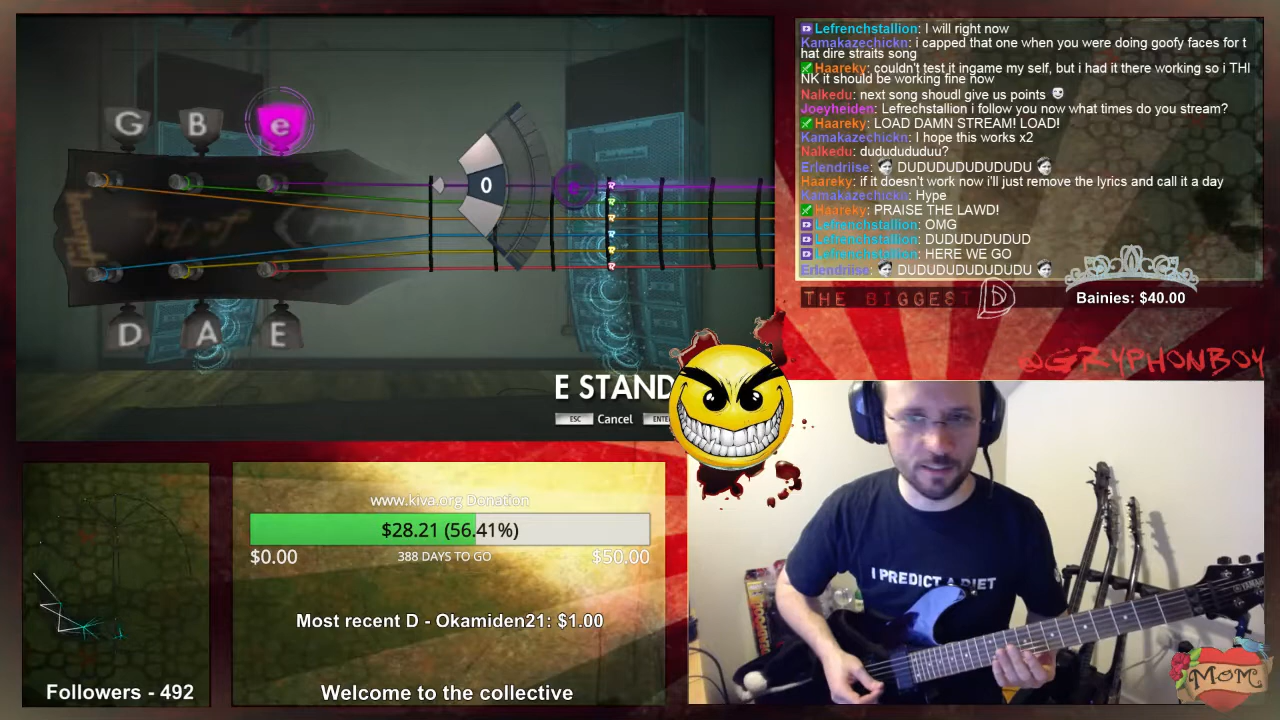 G B e
0
D A E
E STAND
ESC Cancel ENTE
Lefrenchstallion: I will right now
Kamakazechickn: i capped that one when you were doing goofy faces for t
hat dire straits song
Haareky: couldn't test it ingame my self, but i had it there working so i THI
NK it should be working fine now
Nalkedu: next song shoudl give us points
Joeyheiden: Lefrechstallion i follow you now what times do you stream?
Haareky: LOAD DAMN STREAM! LOAD!
Kamakazechickn: I hope this works x2
Nalkedu: dududududuu?
Erlendriise: DUDUDUDUDUDUDU
Haareky: if it doesn't work now i'll just remove the lyrics and call it a day
Kamakazechickn: Hype
Haareky: PRAISE THE LAWD!
Lefrenchstallion: OMG
Lefrenchstallion: DUDUDUDUDUD
Lefrenchstallion: HERE WE GO
Erlendriise: DUDUDUDUDUDUDU
THE BIGGEST D
Bainies: $40.00
@GRYPHONBOY
www.kiva.org Donation
$28.21 (56.41%)
$0.00 388 DAYS TO GO $50.00
Most recent D - Okamiden21: $1.00
Followers - 492
Welcome to the collective
I PREDICT A DIET
MOM